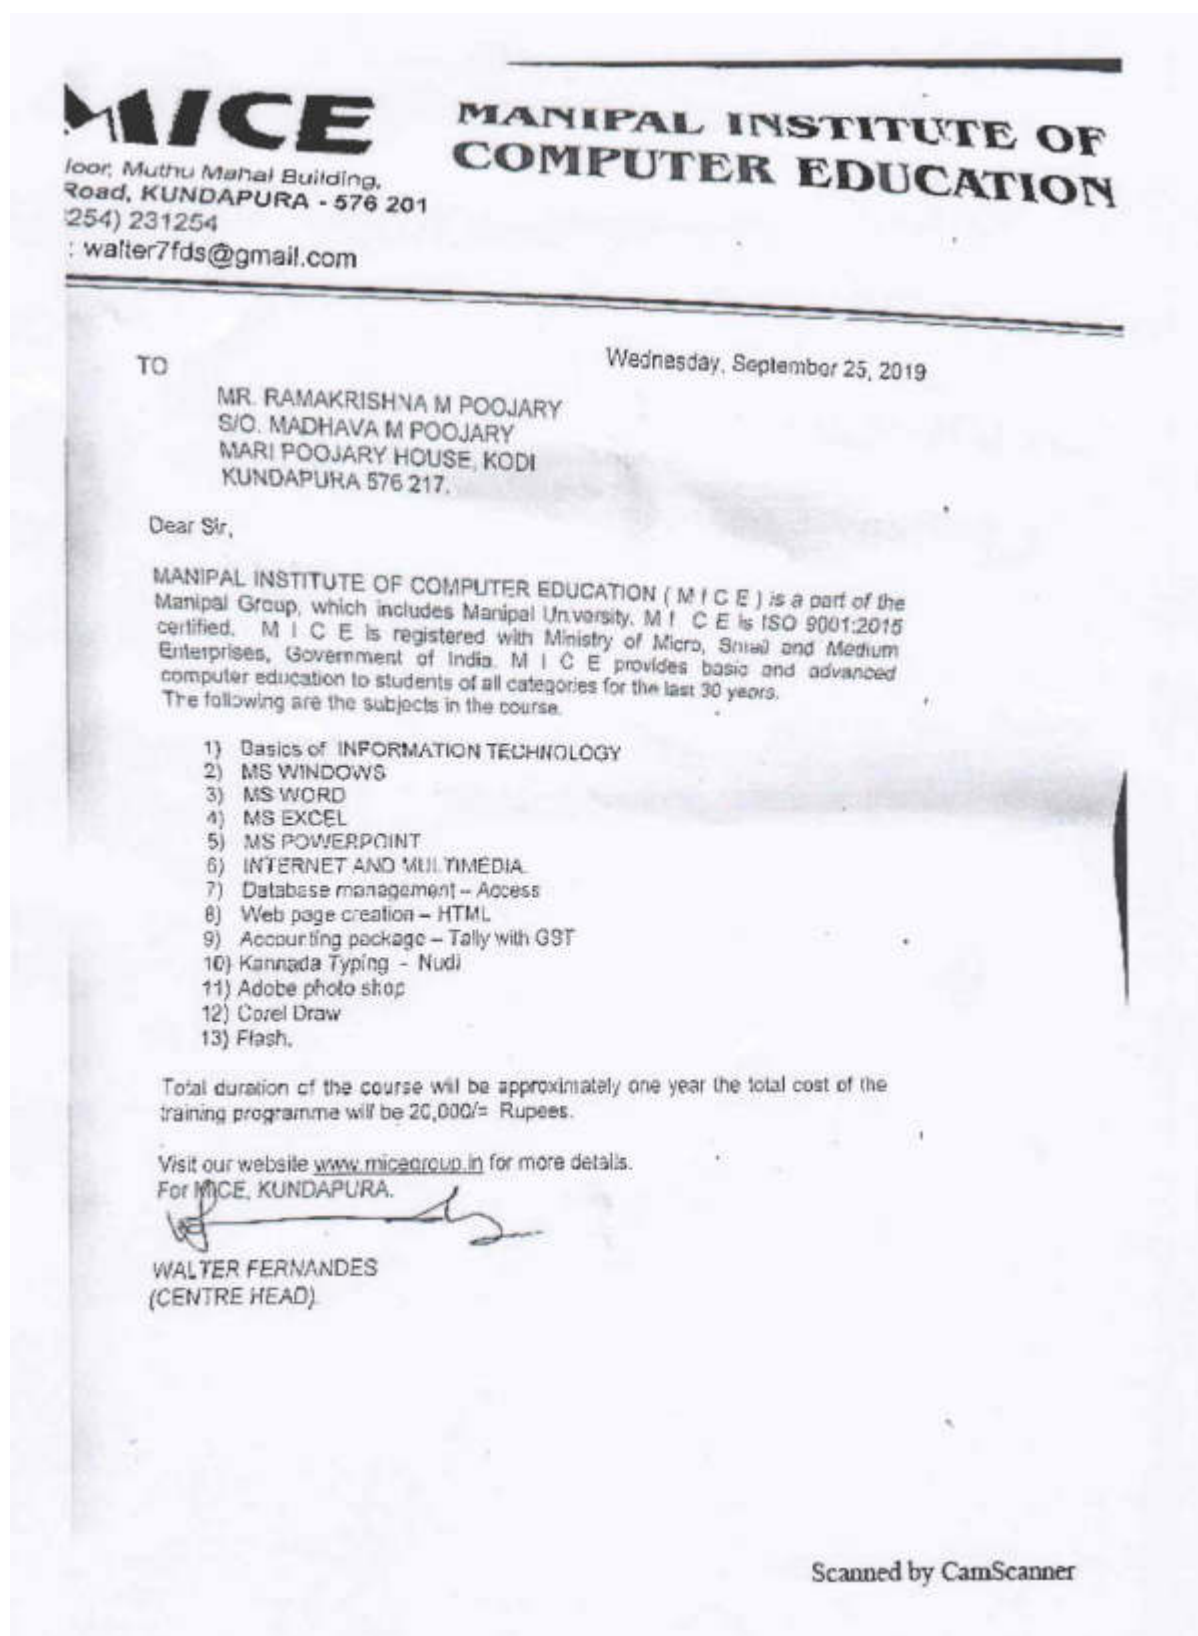 MICE
MANIPAL INSTITUTE OF
COMPUTER EDUCATION
loor, Muthu Mahal Building,
Road, KUNDAPURA - 576 201
254) 231254
: walter7fds@gmail.com
Wednesday, September 25, 2019
TO
MR. RAMAKRISHNA M POOJARY
S/O. MADHAVA M POOJARY
MARI POOJARY HOUSE, KODI
KUNDAPURA 576 217.
Dear Sir,
MANIPAL INSTITUTE OF COMPUTER EDUCATION ( M I C E ) is a part of the
Manipal Group, which includes Manipal University. M I C E is ISO 9001:2015
certified. M I C E is registered with Ministry of Micro, Small and Medium
Enterprises, Government of India. M I C E provides basic and advanced
computer education to students of all categories for the last 30 years.
The following are the subjects in the course.
1) Basics of INFORMATION TECHNOLOGY
2) MS WINDOWS
3) MS WORD
4) MS EXCEL
5) MS POWERPOINT
6) INTERNET AND MULTIMEDIA.
7) Database management – Access
8) Web page creation – HTML
9) Accounting package – Tally with GST
10) Kannada Typing - Nudi
11) Adobe photo shop
12) Corel Draw
13) Flash.
Total duration of the course will be approximately one year the total cost of the
training programme will be 20,000/= Rupees.
Visit our website www.micegroup.in for more details.
For MICE, KUNDAPURA.
WALTER FERNANDES
(CENTRE HEAD)
Scanned by CamScanner